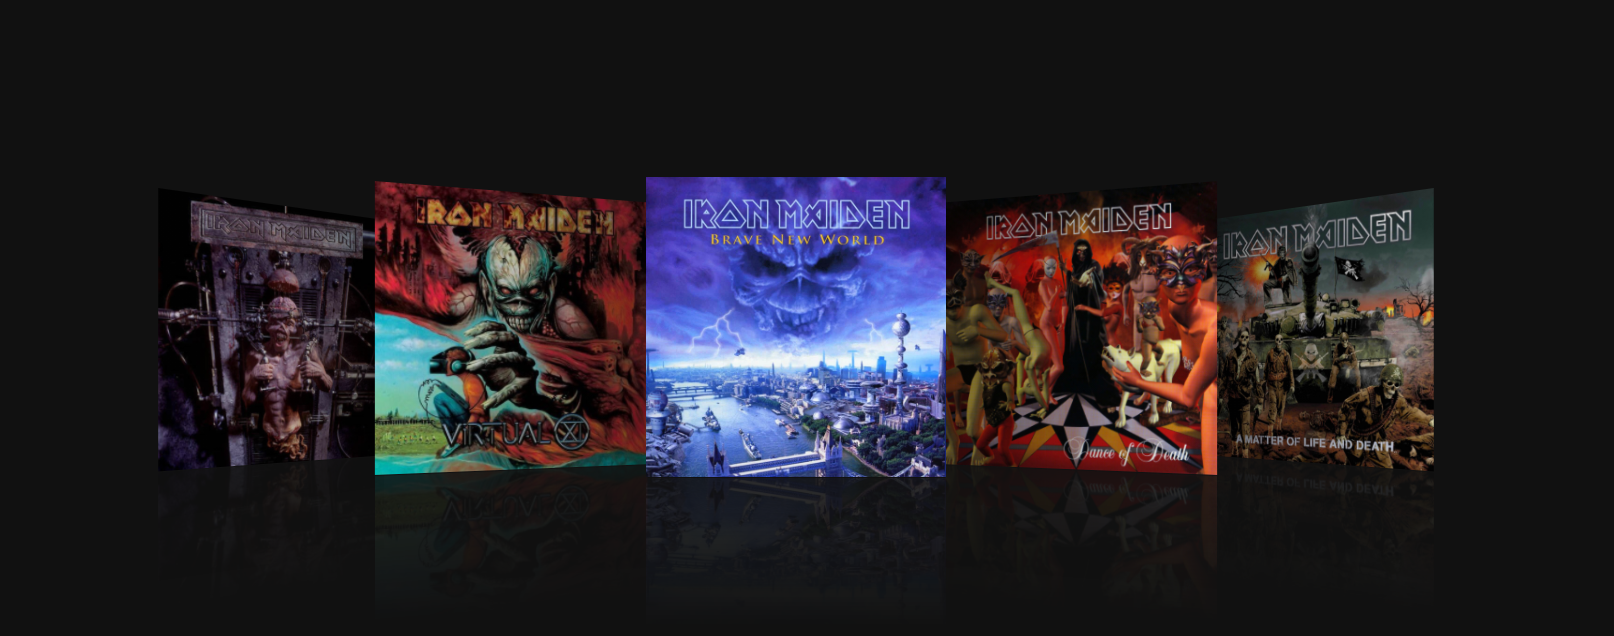 IRON MAIDEN
IRON MAIDEN
VIRTUAL XI
IRON MAIDEN
BRAVE NEW WORLD
IRON MAIDEN
Dance of Death
IRON MAIDEN
A MATTER OF LIFE AND DEATH